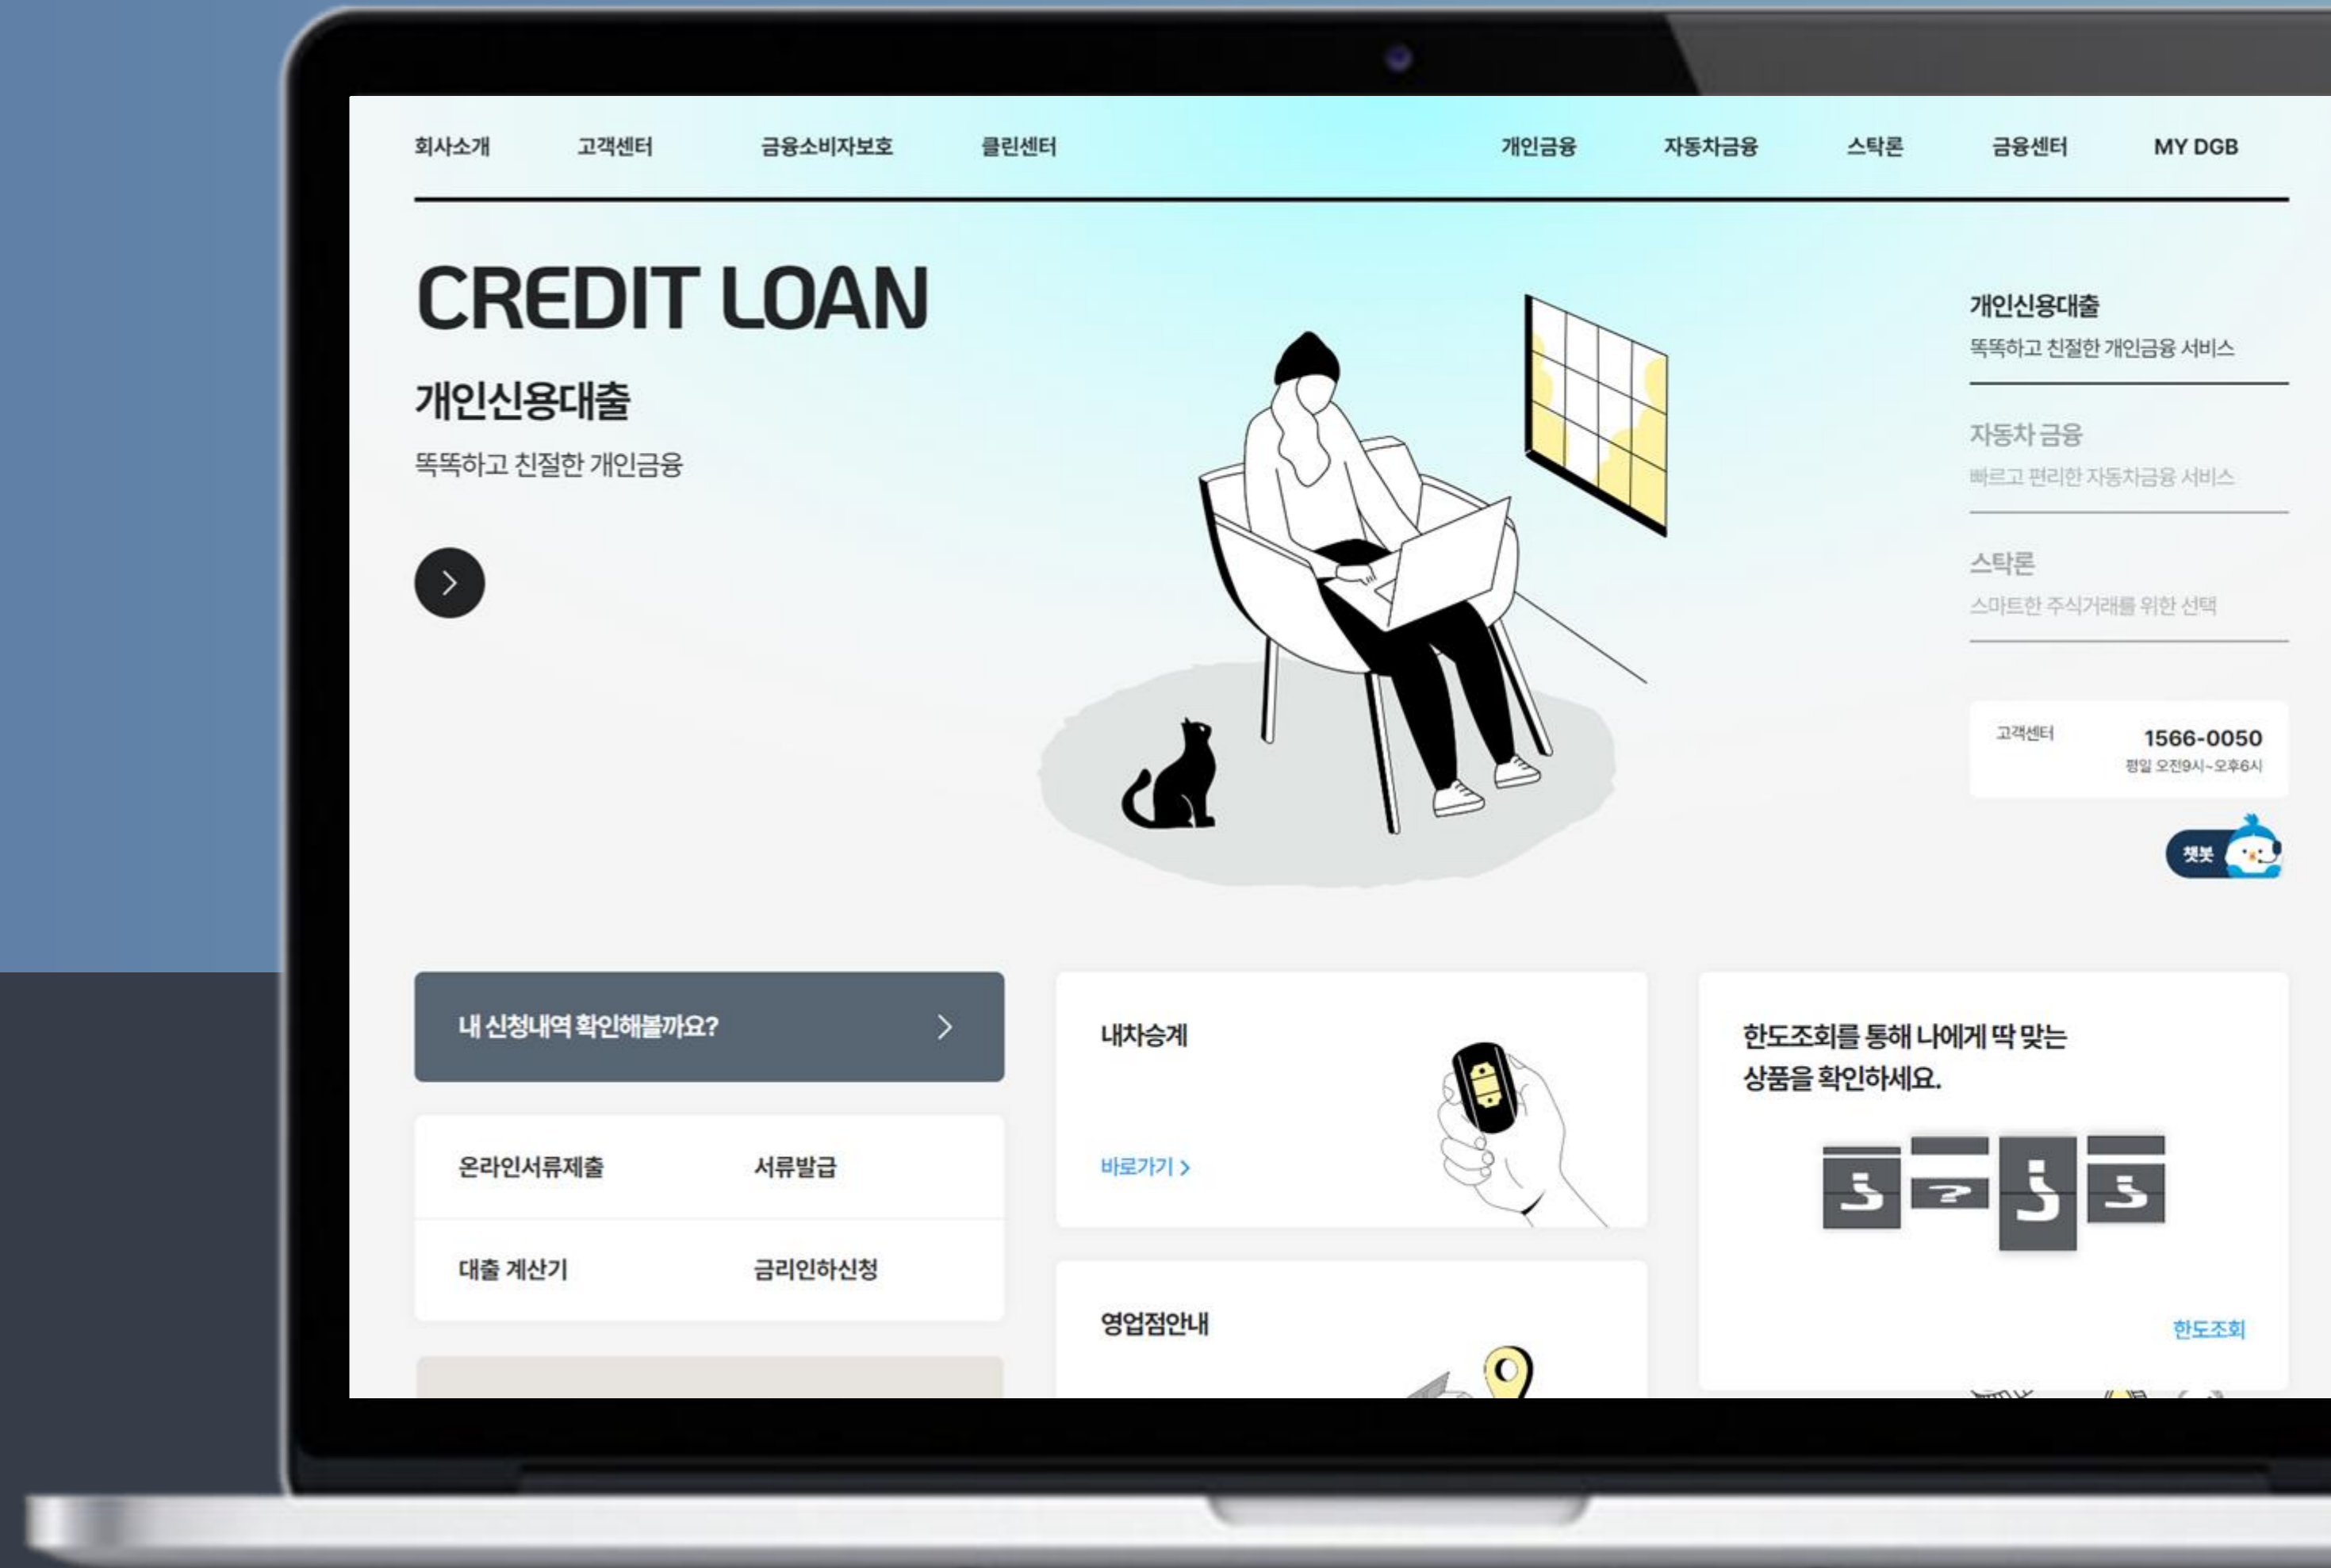 회사소개 고객센터 금융소비자보호 클린센터 개인금융 자동차금융 스탁론 금융센터 MY DGB
CREDIT LOAN
개인신용대출
똑똑하고 친절한 개인금융
개인신용대출
똑똑하고 친절한 개인금융 서비스
자동차 금융
빠르고 편리한 자동차금융 서비스
스탁론
스마트한 주식거래를 위한 선택
고객센터 1566-0050
평일 오전9시~오후6시
챗봇
내 신청내역 확인해볼까요?
온라인서류제출 서류발급
대출 계산기 금리인하신청
내차승계
바로가기 >
영업점안내
한도조회를 통해 나에게 딱 맞는
상품을 확인하세요.
? ? ? ?
한도조회